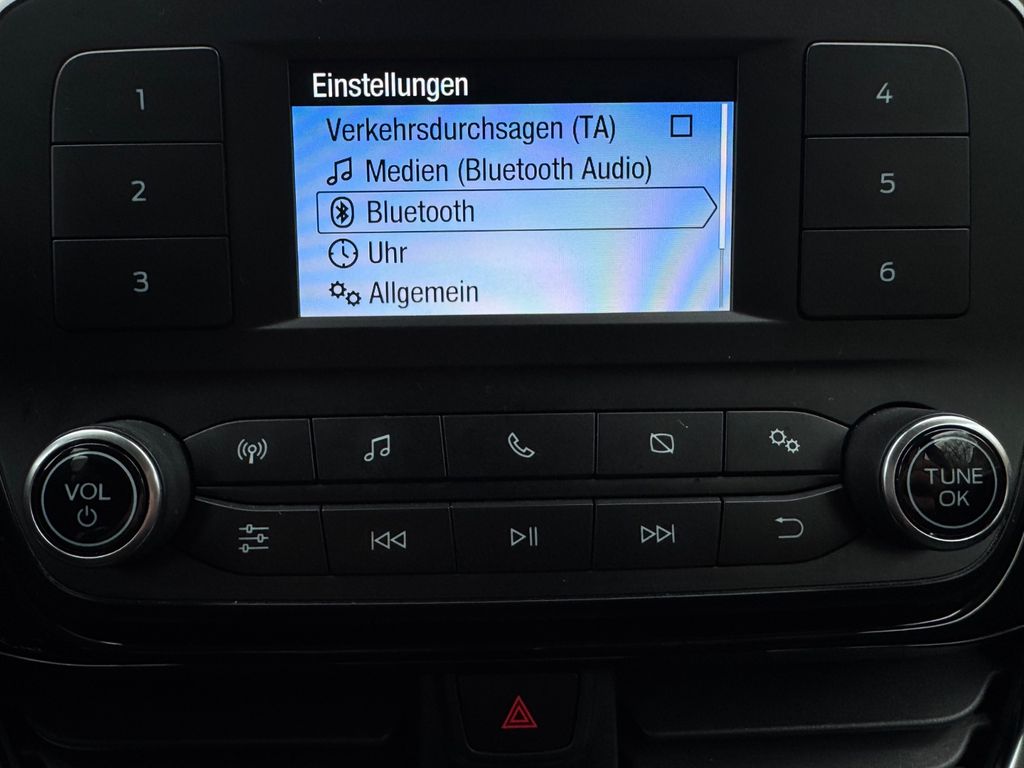 1
2
3
Einstellungen
Verkehrsdurchsagen (TA)
Medien (Bluetooth Audio)
Bluetooth
Uhr
Allgemein
4
5
6
VOL
TUNE
OK